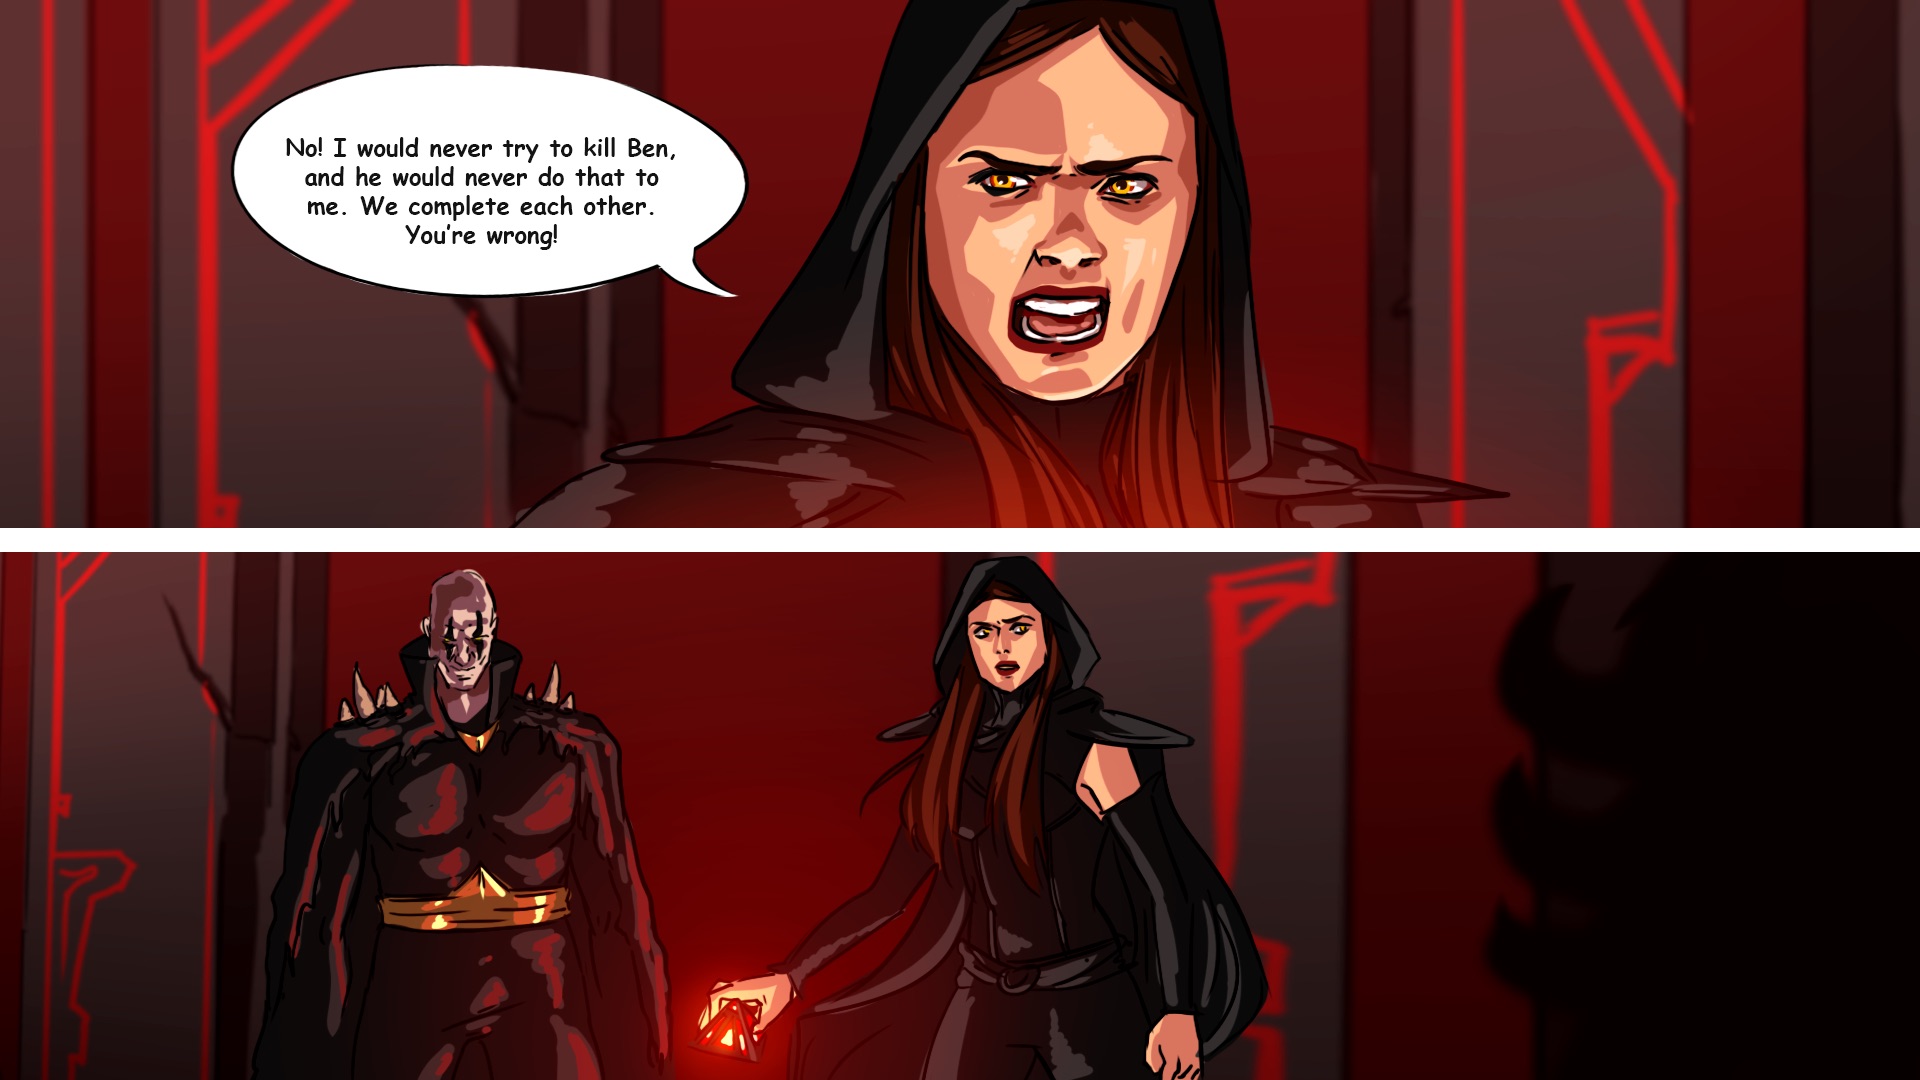 No! I would never try to kill Ben,
and he would never do that to
me. We complete each other.
You're wrong!